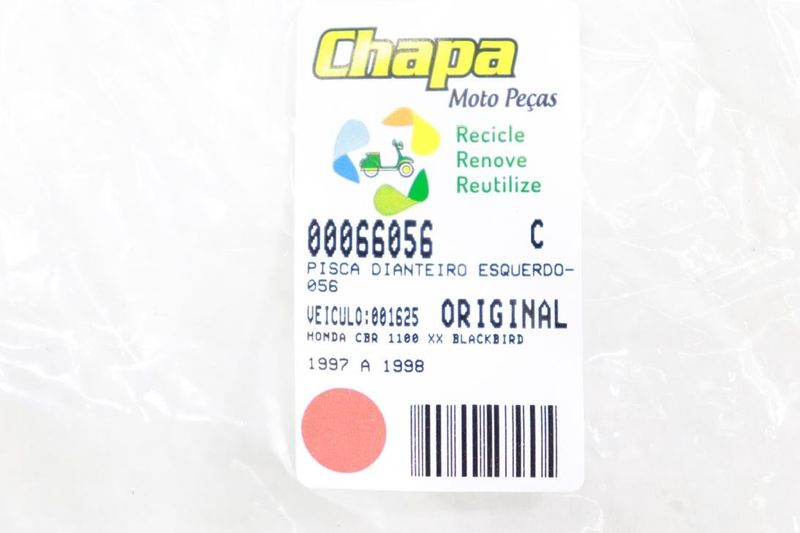 Chapa
Moto Peças
Recicle
Renove
Reutilize
00066056 C
PISCA DIANTEIRO ESQUERDO-
056
VEICULO:001625 ORIGINAL
HONDA CBR 1100 XX BLACKBIRD
1997 A 1998